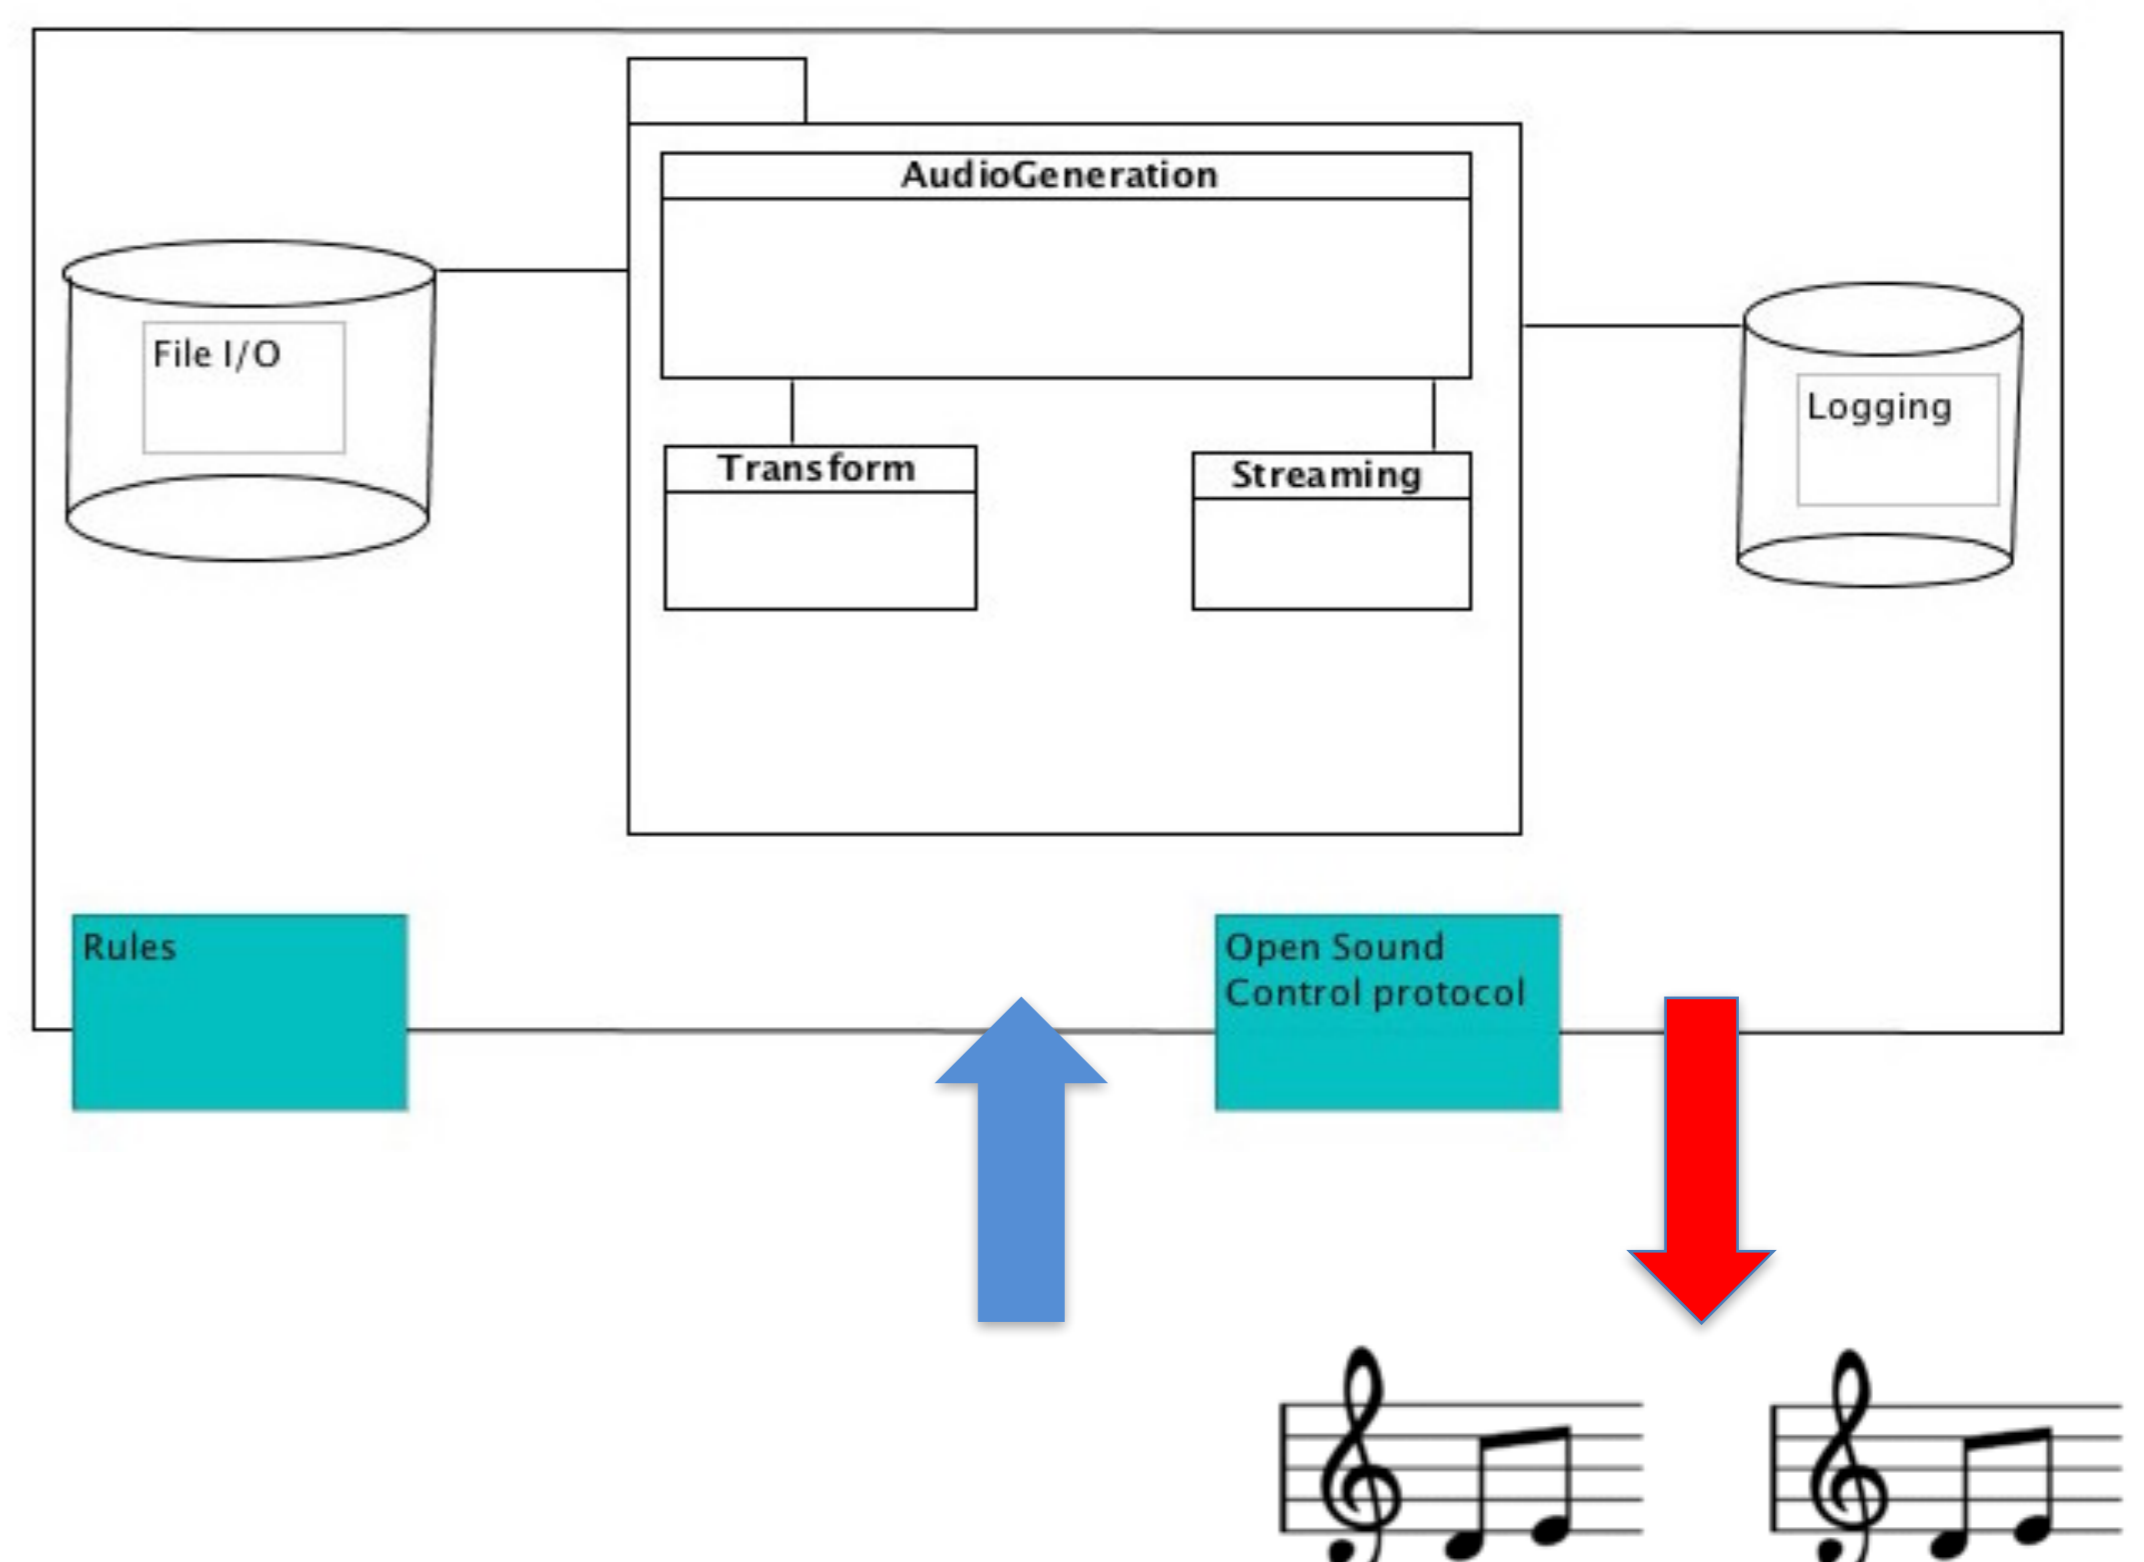 AudioGeneration
File I/O
Logging
Transform
Streaming
Rules
Open Sound
Control protocol